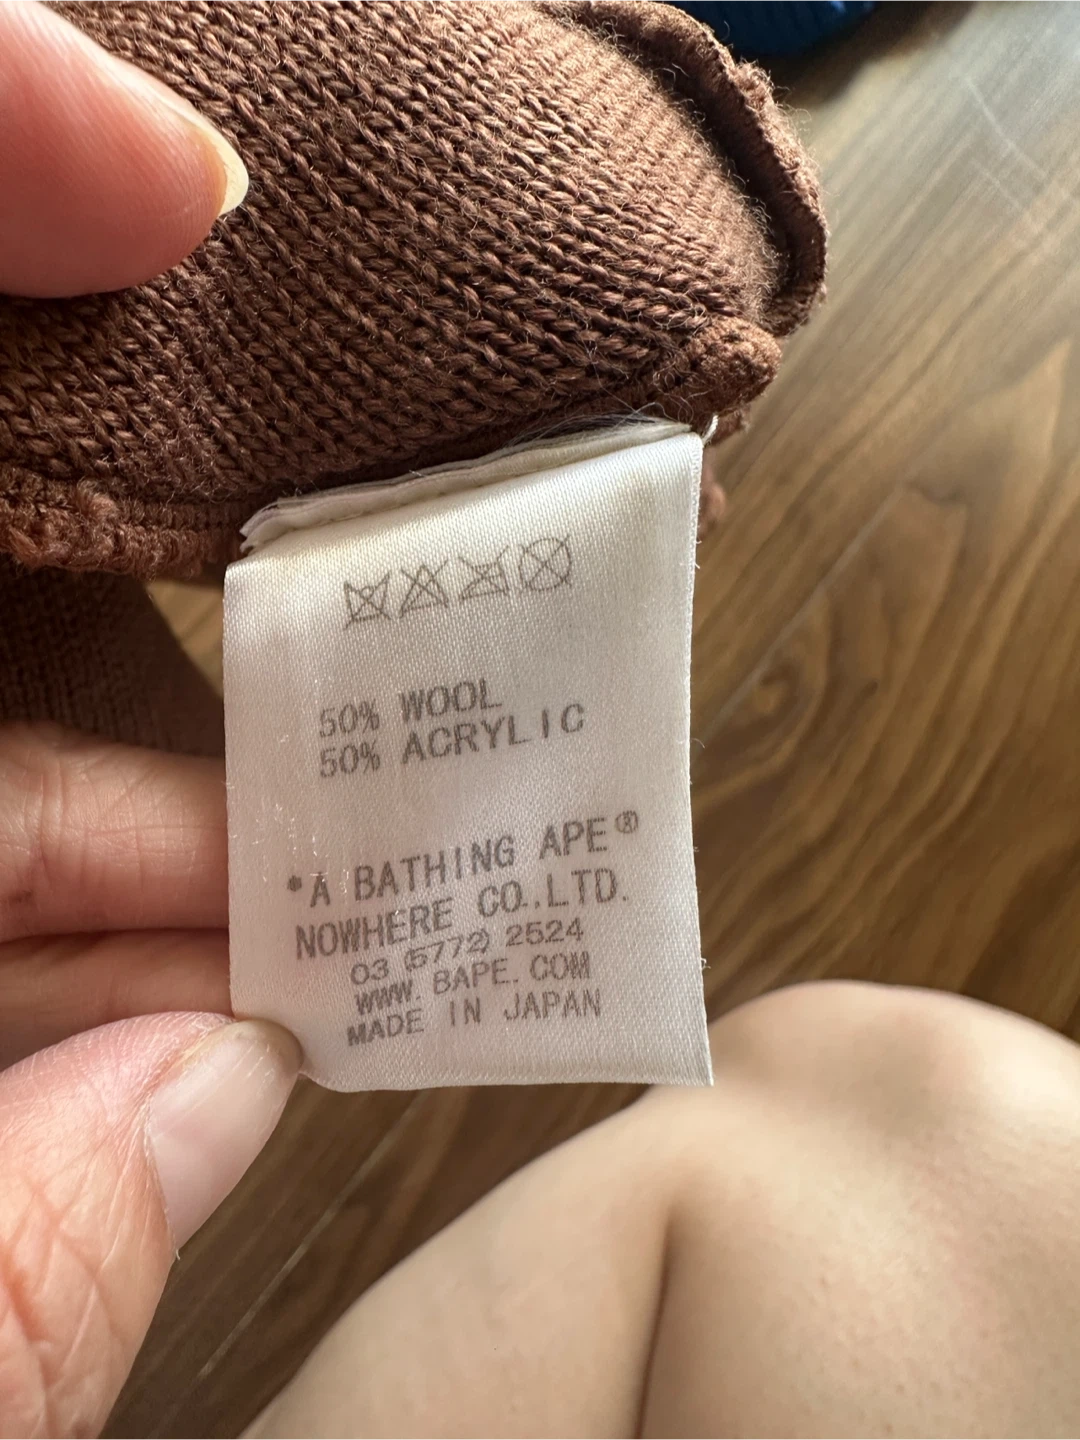 50% WOOL
50% ACRYLIC
*A BATHING APE®
NOWHERE CO.,LTD.
03 (5772) 2524
WWW.BAPE.COM
MADE IN JAPAN